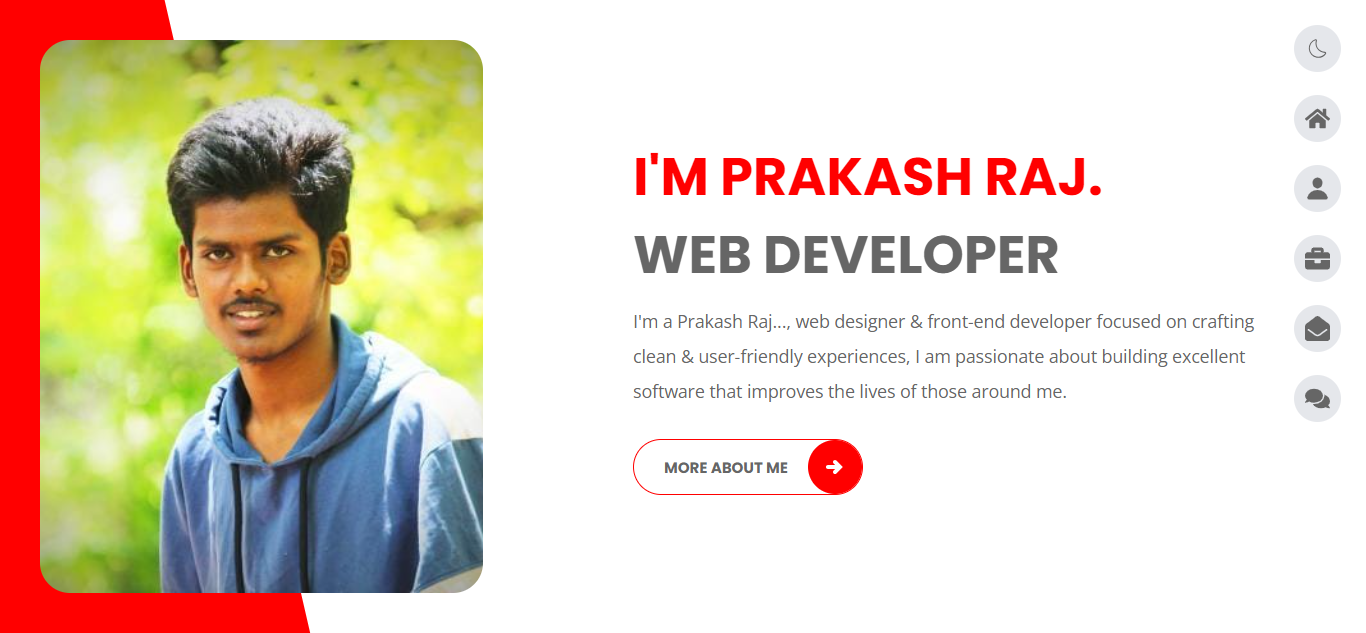 I'M PRAKASH RAJ.
WEB DEVELOPER
I'm a Prakash Raj..., web designer & front-end developer focused on crafting
clean & user-friendly experiences, I am passionate about building excellent
software that improves the lives of those around me.
MORE ABOUT ME